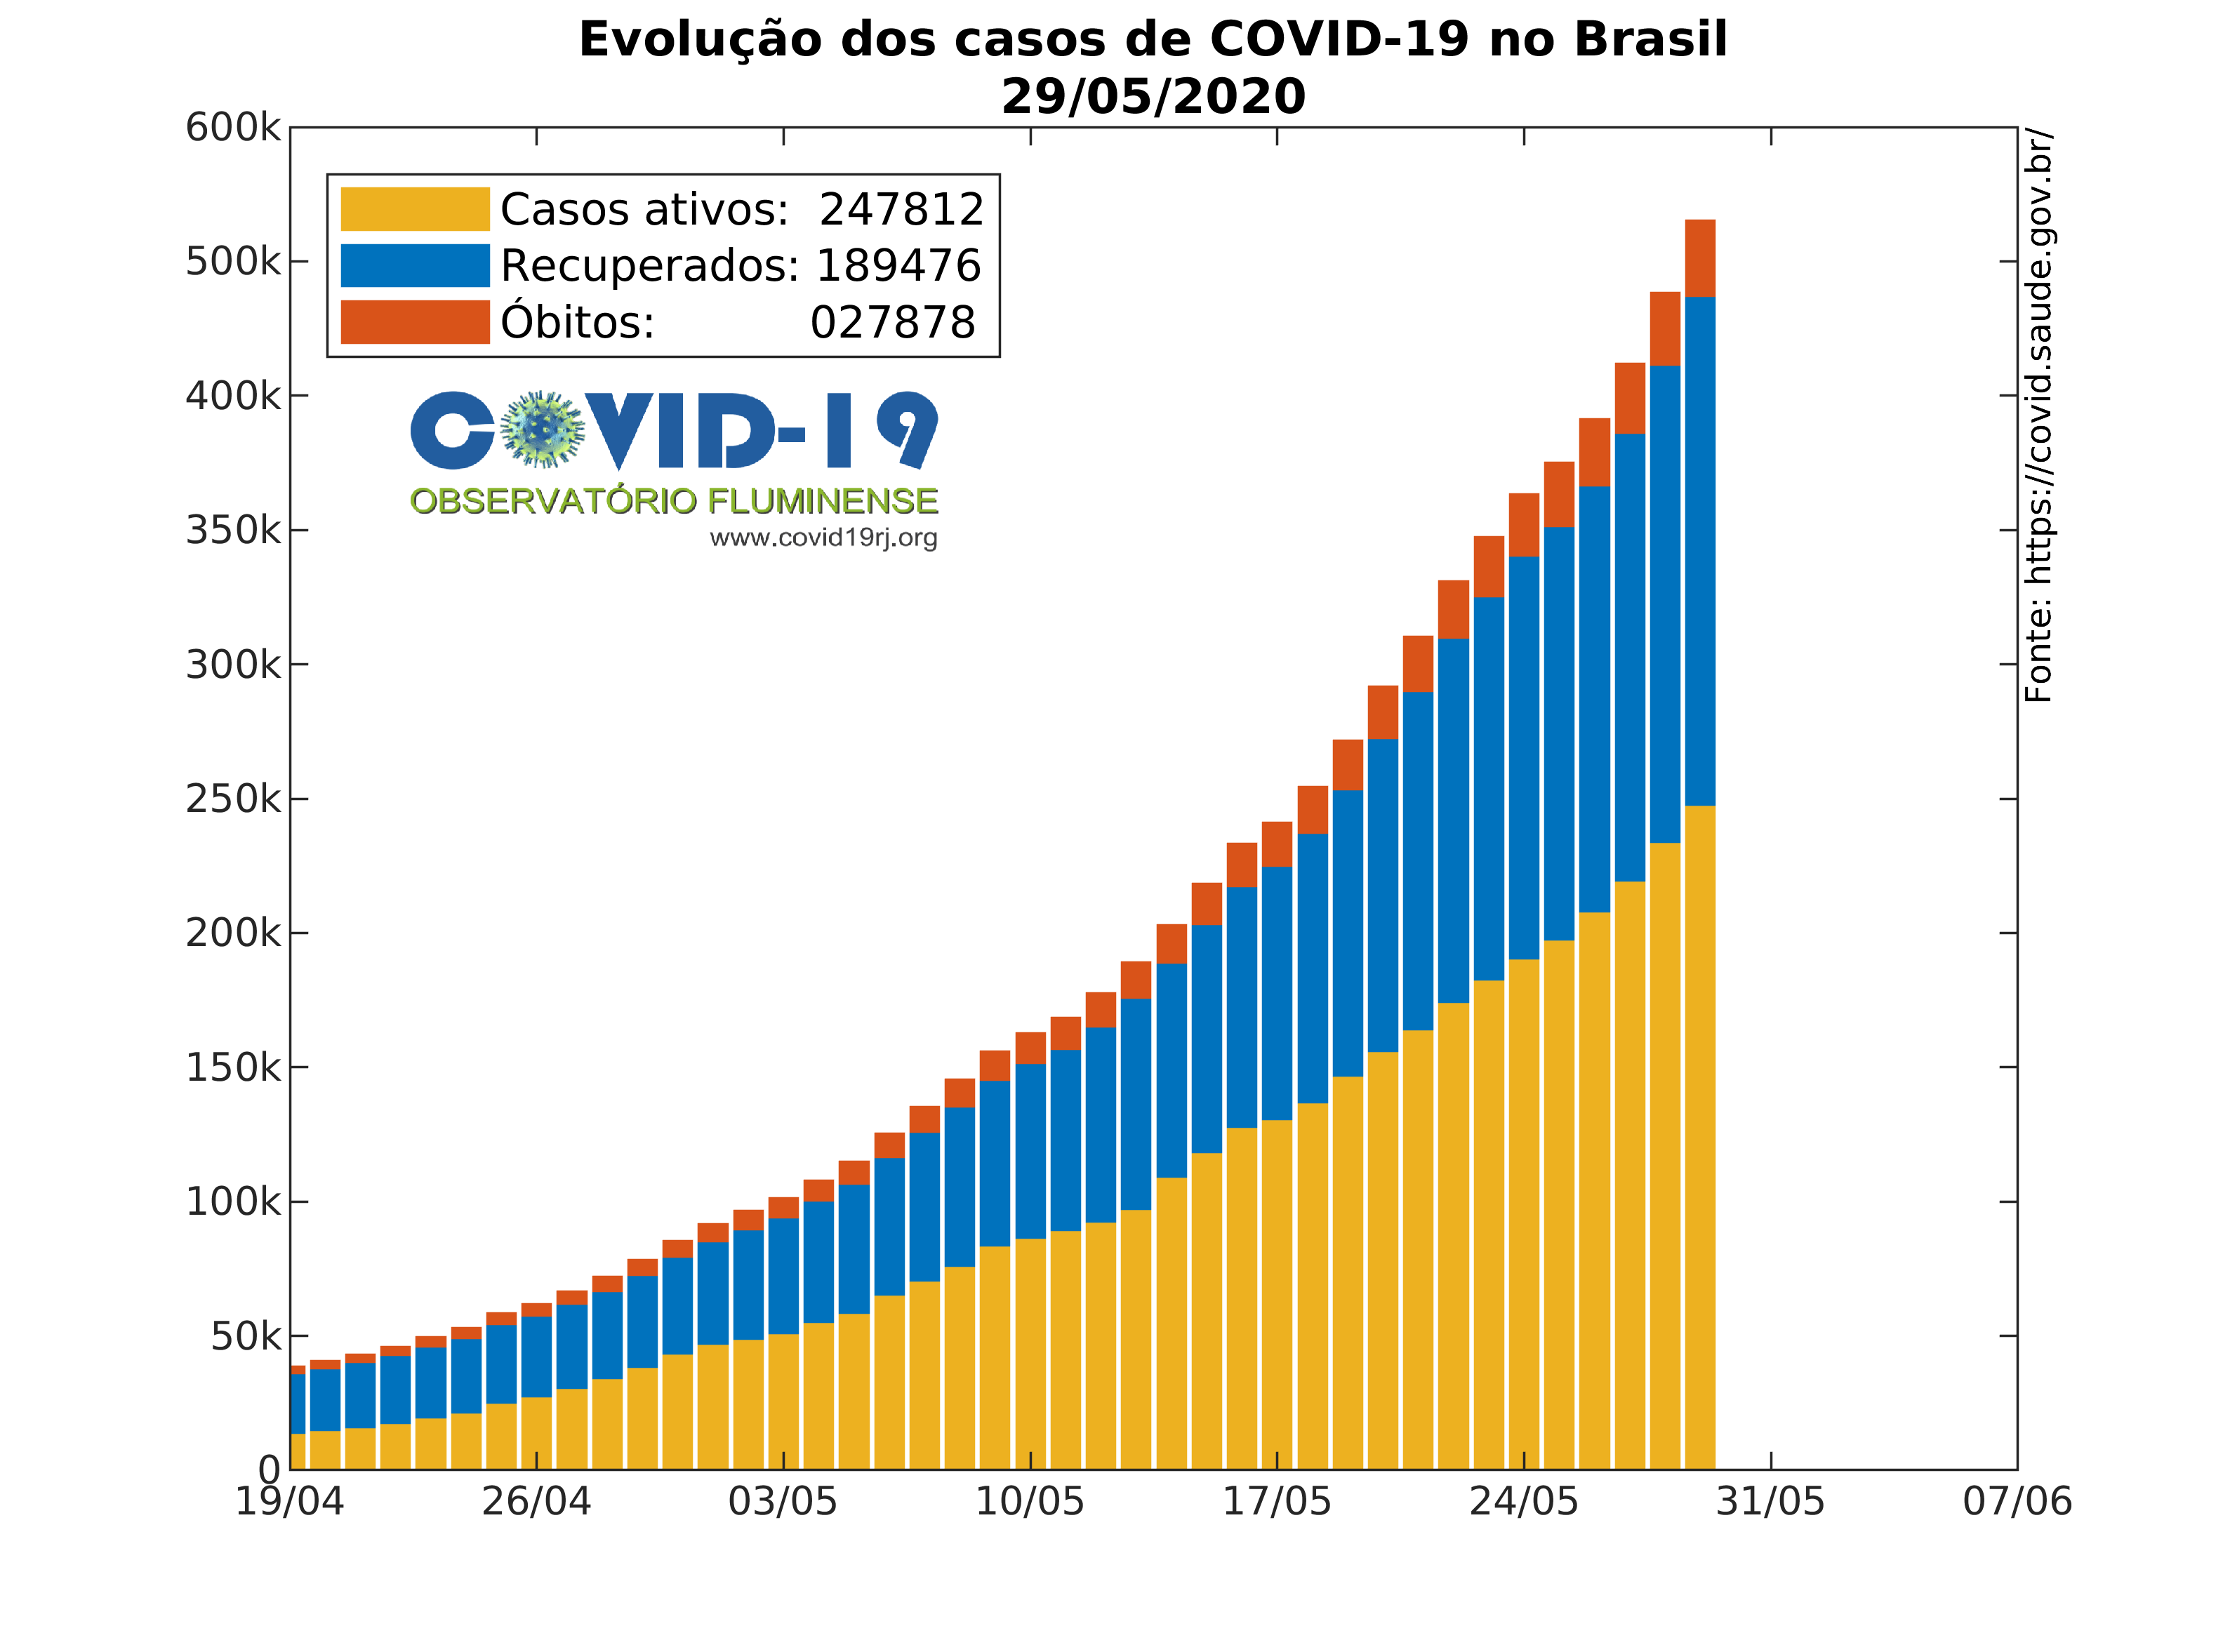 Evolução dos casos de COVID-19 no Brasil
29/05/2020
600k
500k
400k
350k
300k
250k
200k
150k
100k
50k
0
Casos ativos: 247812
Recuperados: 189476
Óbitos: 027878
COVID-19
OBSERVATÓRIO FLUMINENSE
www.covid19rj.org
Fonte: https://covid.saude.gov.br/
19/04 26/04 03/05 10/05 17/05 24/05 31/05 07/06